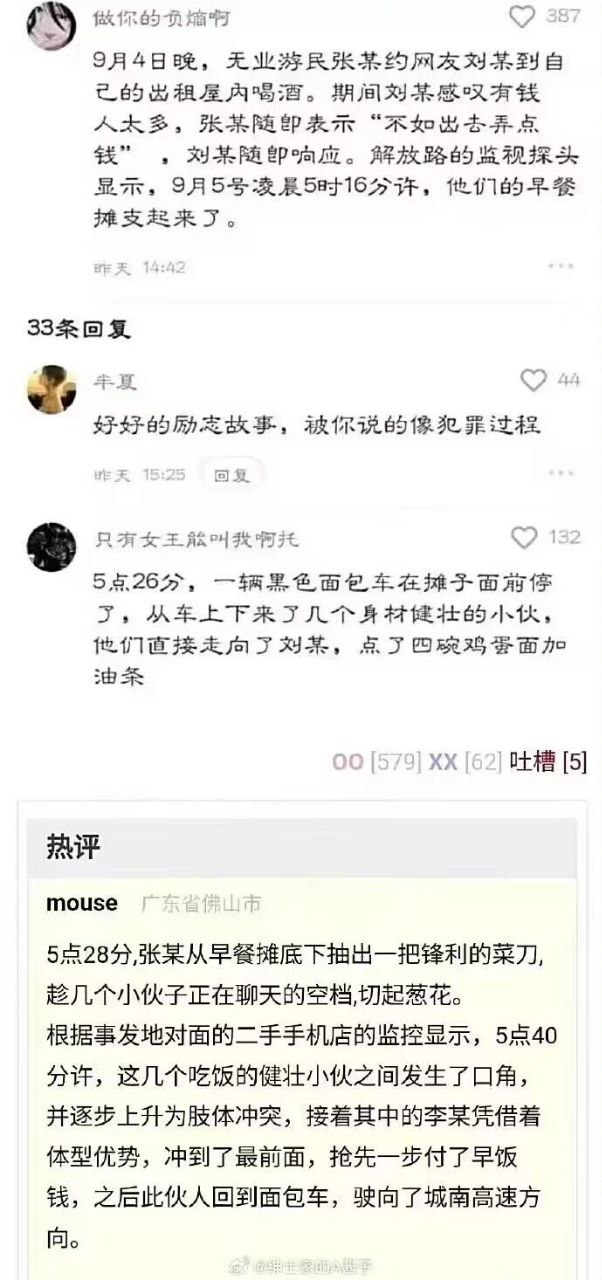 做你的负熵啊
387
9月4日晚，无业游民张某约网友刘某到自
己的出租屋内喝酒。期间刘某感叹有钱
人太多，张某随即表示“不如出去弄点
钱”，刘某随即响应。解放路的监视探头
显示，9月5号凌晨5时16分许，他们的早餐
摊支起来了。
昨天 14:42
33条回复
半夏
44
好好的励志故事，被你说的像犯罪过程
昨天 15:25 回复
只有女王能叫我啊托
132
5点26分，一辆黑色面包车在摊子面前停
了，从车上下来了几个身材健壮的小伙，
他们直接走向了刘某，点了四碗鸡蛋面加
油条
OO [579] XX [62] 吐槽 [5]
热评
mouse 广东省佛山市
5点28分,张某从早餐摊底下抽出一把锋利的菜刀,
趁几个小伙子正在聊天的空档,切起葱花。
根据事发地对面的二手手机店的监控显示，5点40
分许，这几个吃饭的健壮小伙之间发生了口角，
并逐步上升为肢体冲突，接着其中的李某凭借着
体型优势，冲到了最前面，抢先一步付了早饭
钱，之后此伙人回到面包车，驶向了城南高速方
向。
@绅士家的A君子